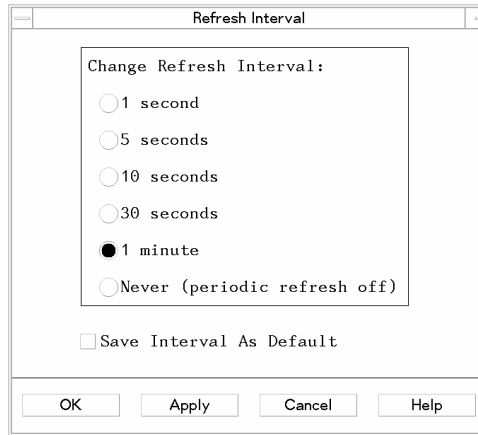 Refresh Interval
Change Refresh Interval:
1 second
5 seconds
10 seconds
30 seconds
1 minute
Never (periodic refresh off)
Save Interval As Default
OK Apply Cancel Help